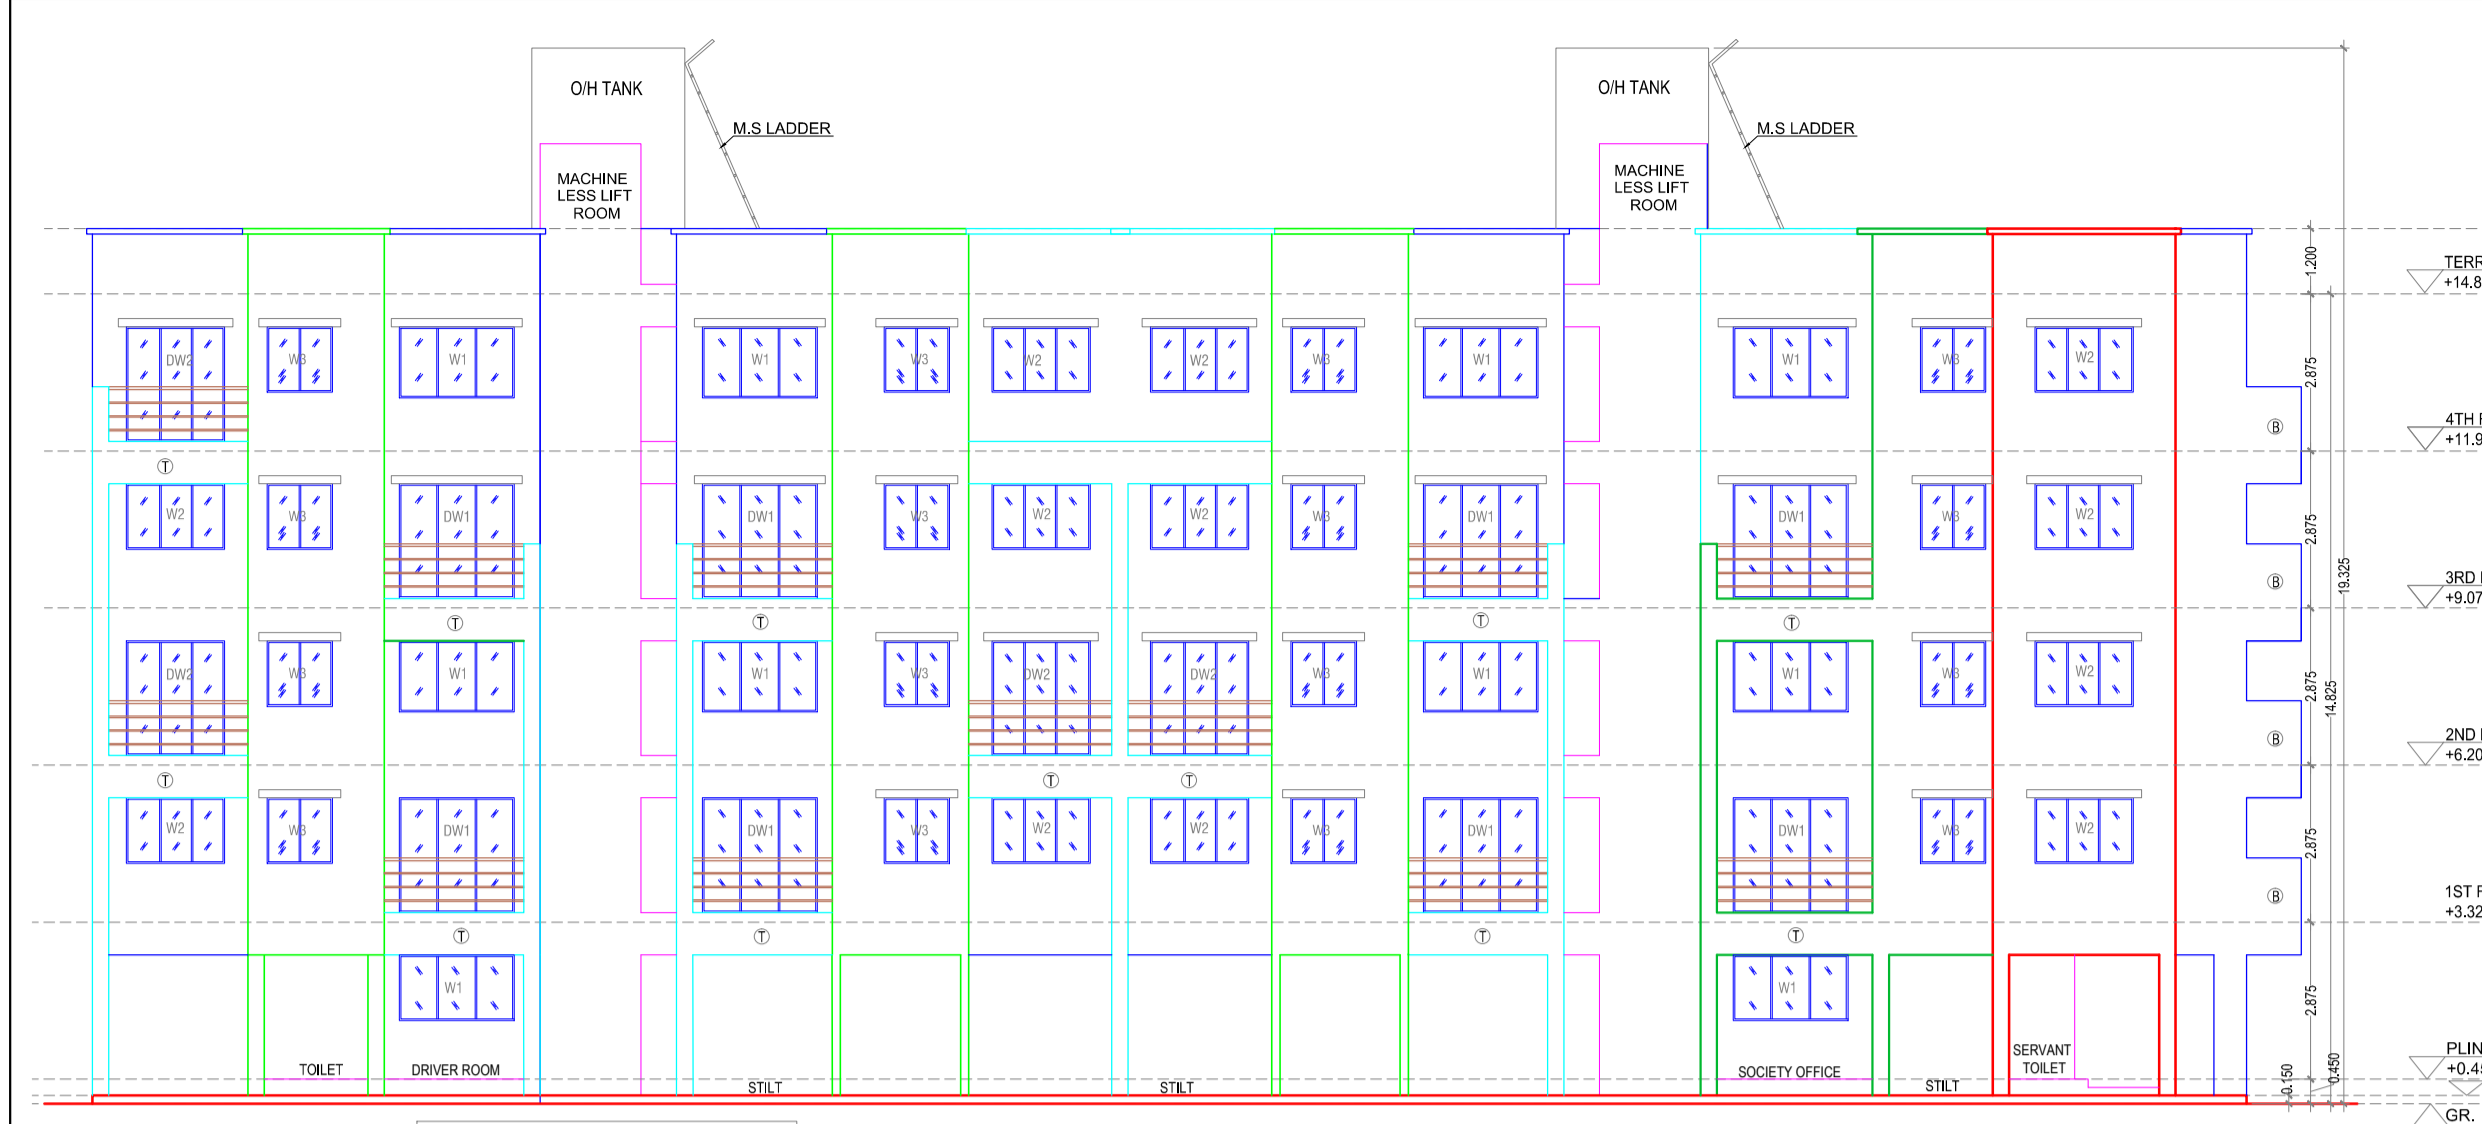 O/H TANK
O/H TANK
M.S LADDER
M.S LADDER
MACHINE
LESS LIFT
ROOM
MACHINE
LESS LIFT
ROOM
1.200
TERR
+14.8
DW2 W3 W1 W1 W3 W2 W2 W3 W1 W1 W3 W2
2.875
B
4TH F
+11.9
T
W2 W3 DW1 DW1 W3 W2 W2 W3 DW1 DW1 W3 W2
2.875
19.325
B
3RD
+9.07
T T T T
DW2 W3 W1 W1 W3 DW2 DW2 W3 W1 W1 W3 W2
2.875
14.825
B
2ND
+6.20
T T T
W2 W3 DW1 DW1 W3 W2 W2 W3 DW1 DW1 W3 W2
2.875
B
1ST F
+3.32
T T T T
W1 W1
2.875
TOILET DRIVER ROOM
STILT STILT
SOCIETY OFFICE
STILT
SERVANT
TOILET
0.150
0.450
PLIN
+0.45
GR.